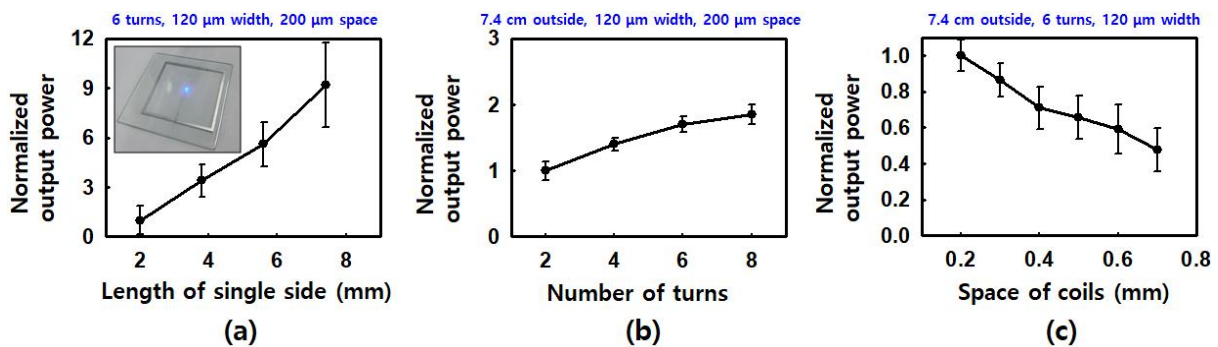 6 turns, 120 μm width, 200 μm space
Normalized
output power
12
9
6
3
0
2 4 6 8
Length of single side (mm)
(a)
7.4 cm outside, 120 μm width, 200 μm space
Normalized
output power
3
2
1
0
2 4 6 8
Number of turns
(b)
7.4 cm outside, 6 turns, 120 μm width
Normalized
output power
1.0
0.8
0.6
0.4
0.2
0.0
0.2 0.4 0.6 0.8
Space of coils (mm)
(c)